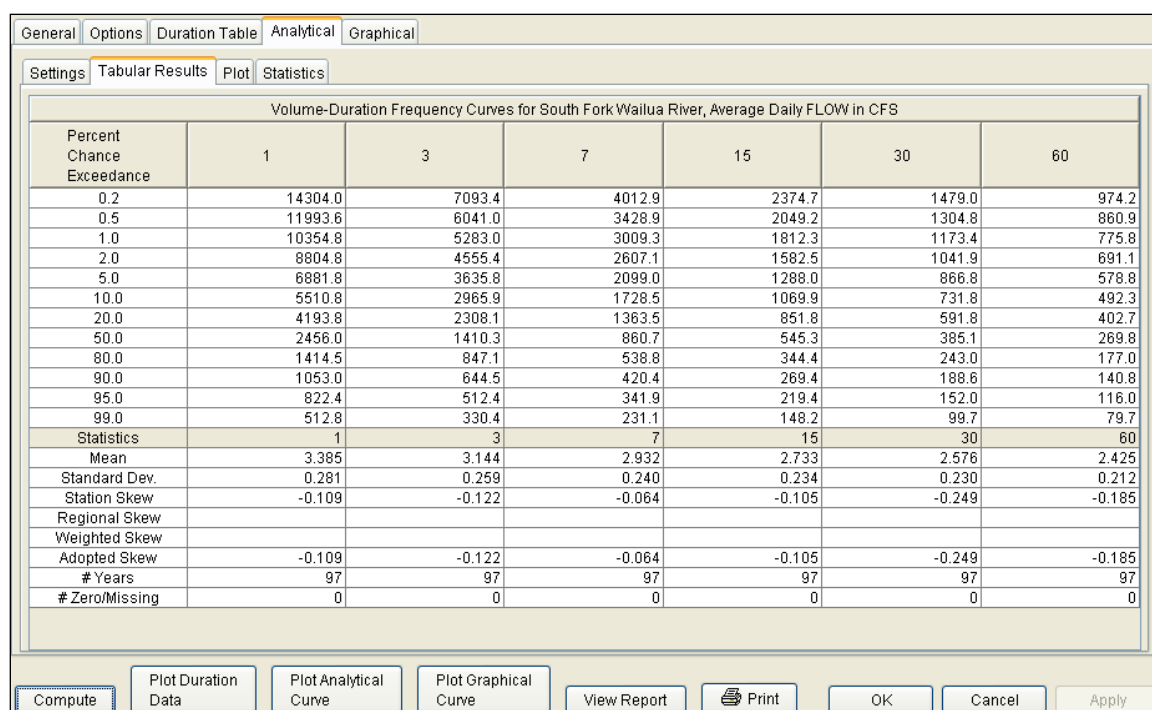 General Options Duration Table Analytical Graphical
Settings Tabular Results Plot Statistics
Volume-Duration Frequency Curves for South Fork Wailua River, Average Daily FLOW in CFS
Percent
Chance
Exceedance
1 3 7 15 30 60
0.2 14304.0 7093.4 4012.9 2374.7 1479.0 974.2
0.5 11993.6 6041.0 3428.9 2049.2 1304.8 860.9
1.0 10354.8 5283.0 3009.3 1812.3 1173.4 775.8
2.0 8804.8 4555.4 2607.1 1582.5 1041.9 691.1
5.0 6881.8 3635.8 2099.0 1288.0 866.8 578.8
10.0 5510.8 2965.9 1728.5 1069.9 731.8 492.3
20.0 4193.8 2308.1 1363.5 851.8 591.8 402.7
50.0 2456.0 1410.3 860.7 545.3 385.1 269.8
80.0 1414.5 847.1 538.8 344.4 243.0 177.0
90.0 1053.0 644.5 420.4 269.4 188.6 140.8
95.0 822.4 512.4 341.9 219.4 152.0 116.0
99.0 512.8 330.4 231.1 148.2 99.7 79.7
Statistics 1 3 7 15 30 60
Mean 3.385 3.144 2.932 2.733 2.576 2.425
Standard Dev. 0.281 0.259 0.240 0.234 0.230 0.212
Station Skew -0.109 -0.122 -0.064 -0.105 -0.249 -0.185
Regional Skew
Weighted Skew
Adopted Skew -0.109 -0.122 -0.064 -0.105 -0.249 -0.185
# Years 97 97 97 97 97 97
# Zero/Missing 0 0 0 0 0 0
Compute
Plot Duration
Data
Plot Analytical
Curve
Plot Graphical
Curve
View Report
Print
OK
Cancel
Apply